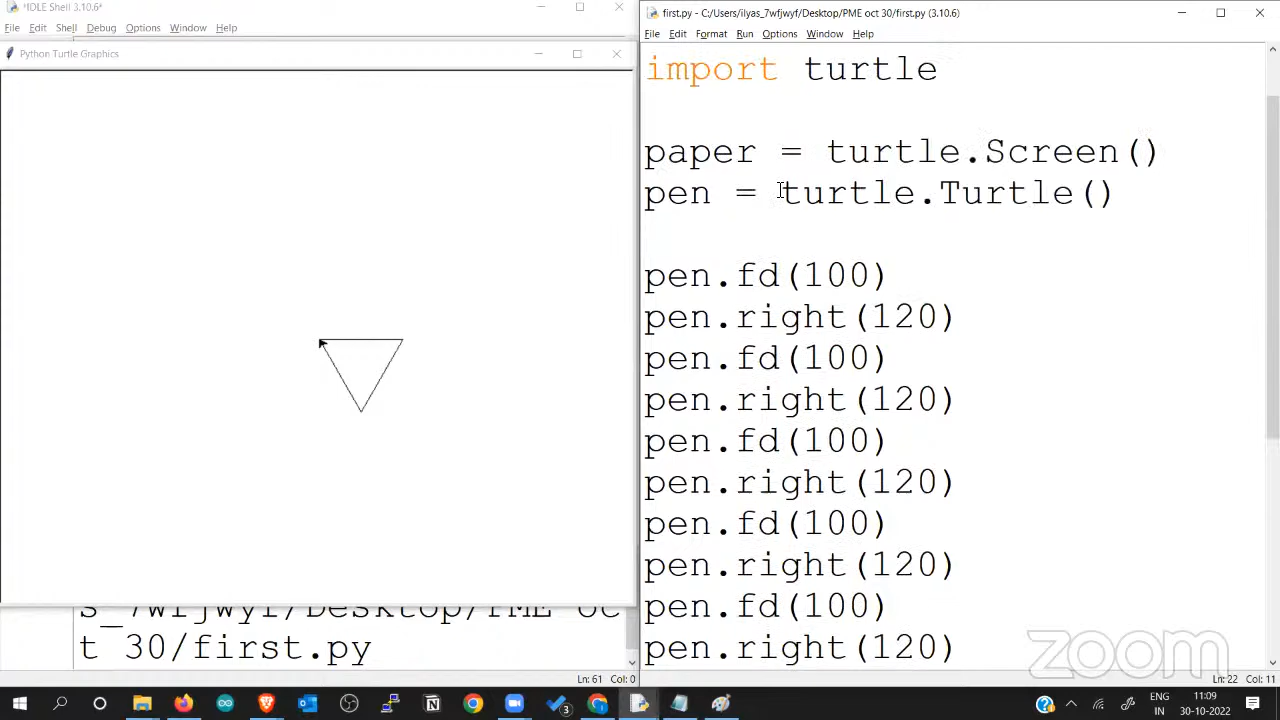 *IDLE Shell 3.10.6*
File Edit Shell Debug Options Window Help
Python Turtle Graphics
t_30/first.py
Ln: 61 Col: 0
first.py - C:/Users/ilyas_7wfjwyf/Desktop/PME oct 30/first.py (3.10.6)
File Edit Format Run Options Window Help
import turtle
paper = turtle.Screen()
pen = turtle.Turtle()
pen.fd(100)
pen.right(120)
pen.fd(100)
pen.right(120)
pen.fd(100)
pen.right(120)
pen.fd(100)
pen.right(120)
pen.fd(100)
pen.right(120)
zoom
Ln: 22 Col: 11
ENG
IN
11:09
30-10-2022